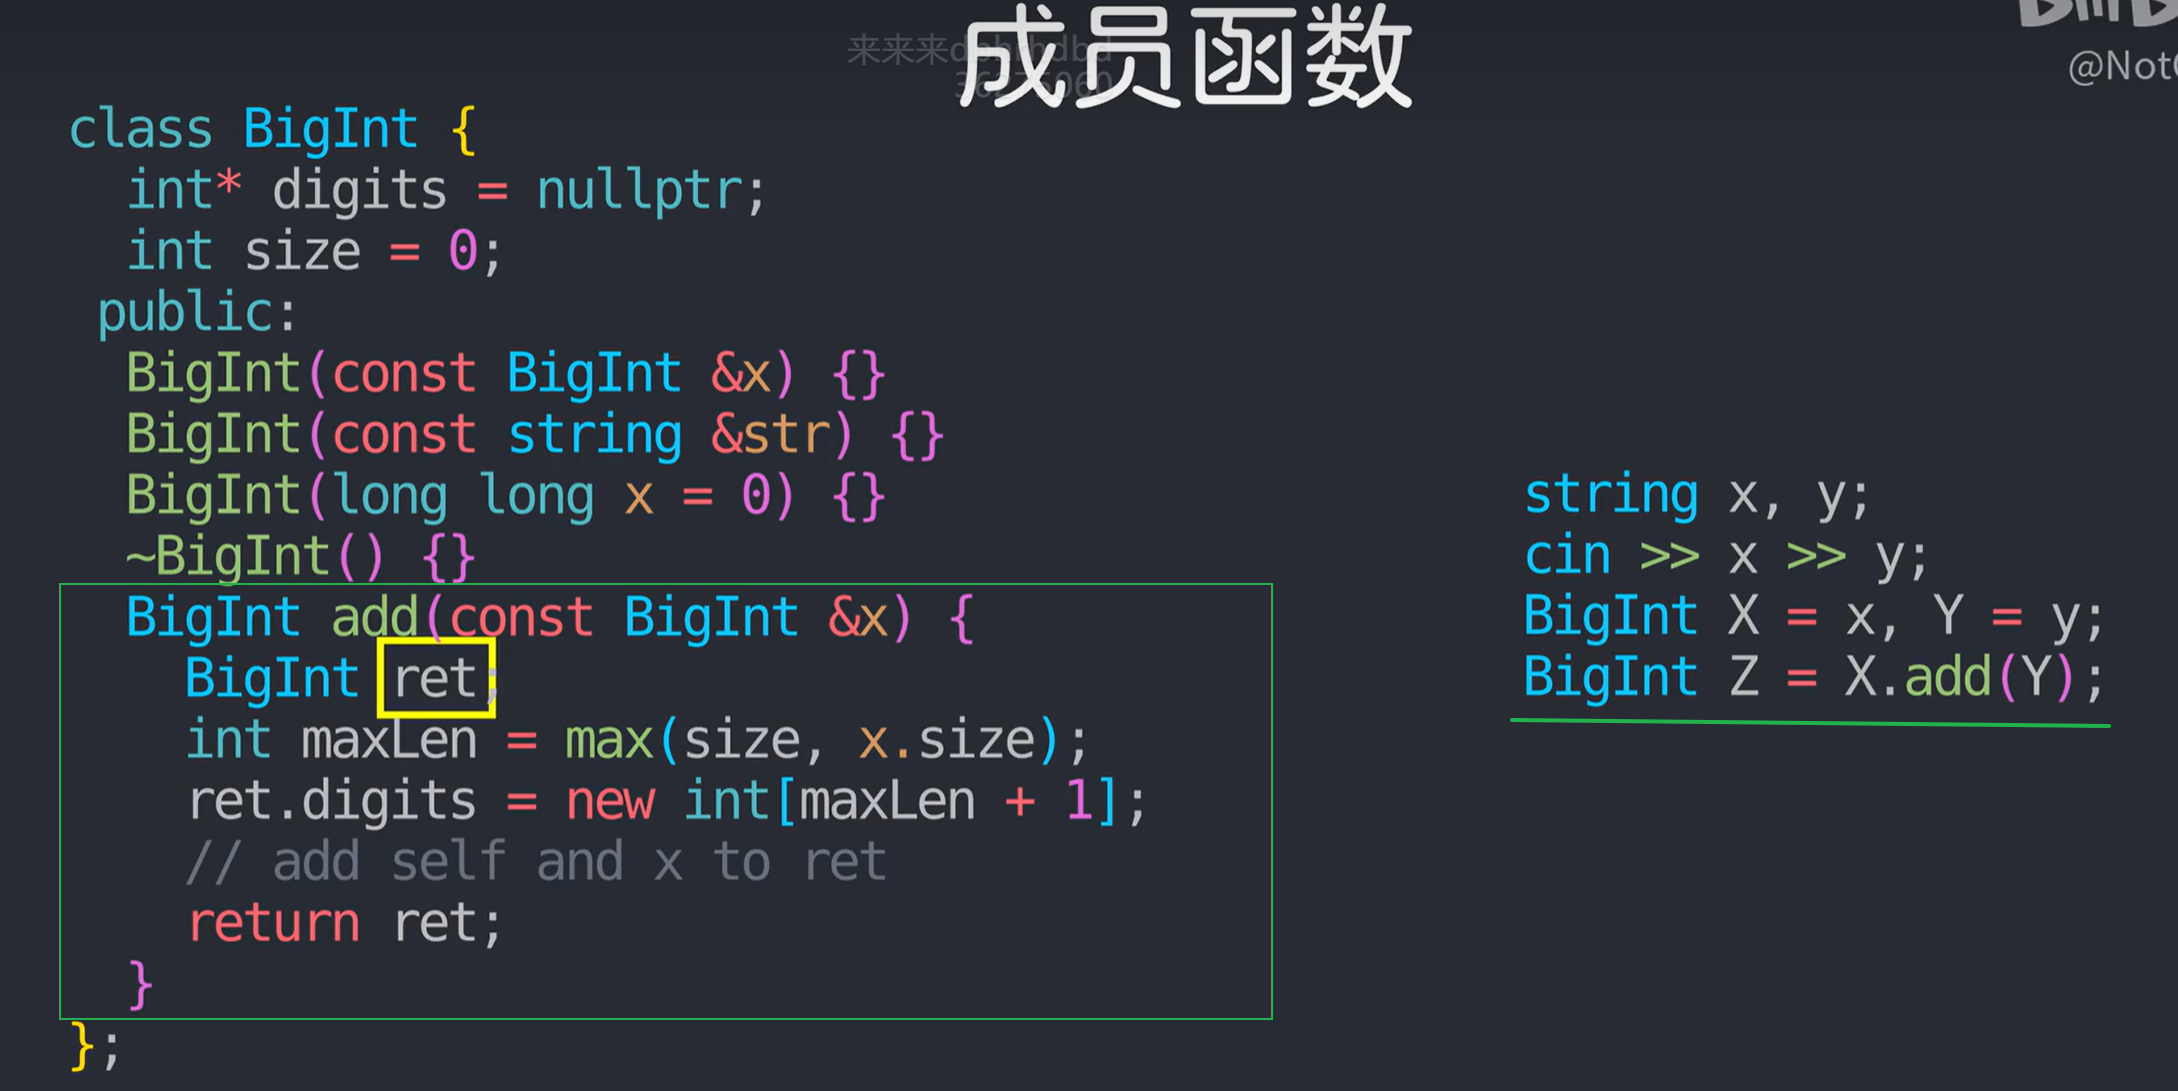 成员函数
@Not
class BigInt {
int* digits = nullptr;
int size = 0;
public:
BigInt(const BigInt &x) {}
BigInt(const string &str) {}
BigInt(long long x = 0) {}
~BigInt() {}
BigInt add(const BigInt &x) {
BigInt ret;
int maxLen = max(size, x.size);
ret.digits = new int[maxLen + 1];
// add self and x to ret
return ret;
}
};
string x, y;
cin >> x >> y;
BigInt X = x, Y = y;
BigInt Z = X.add(Y);